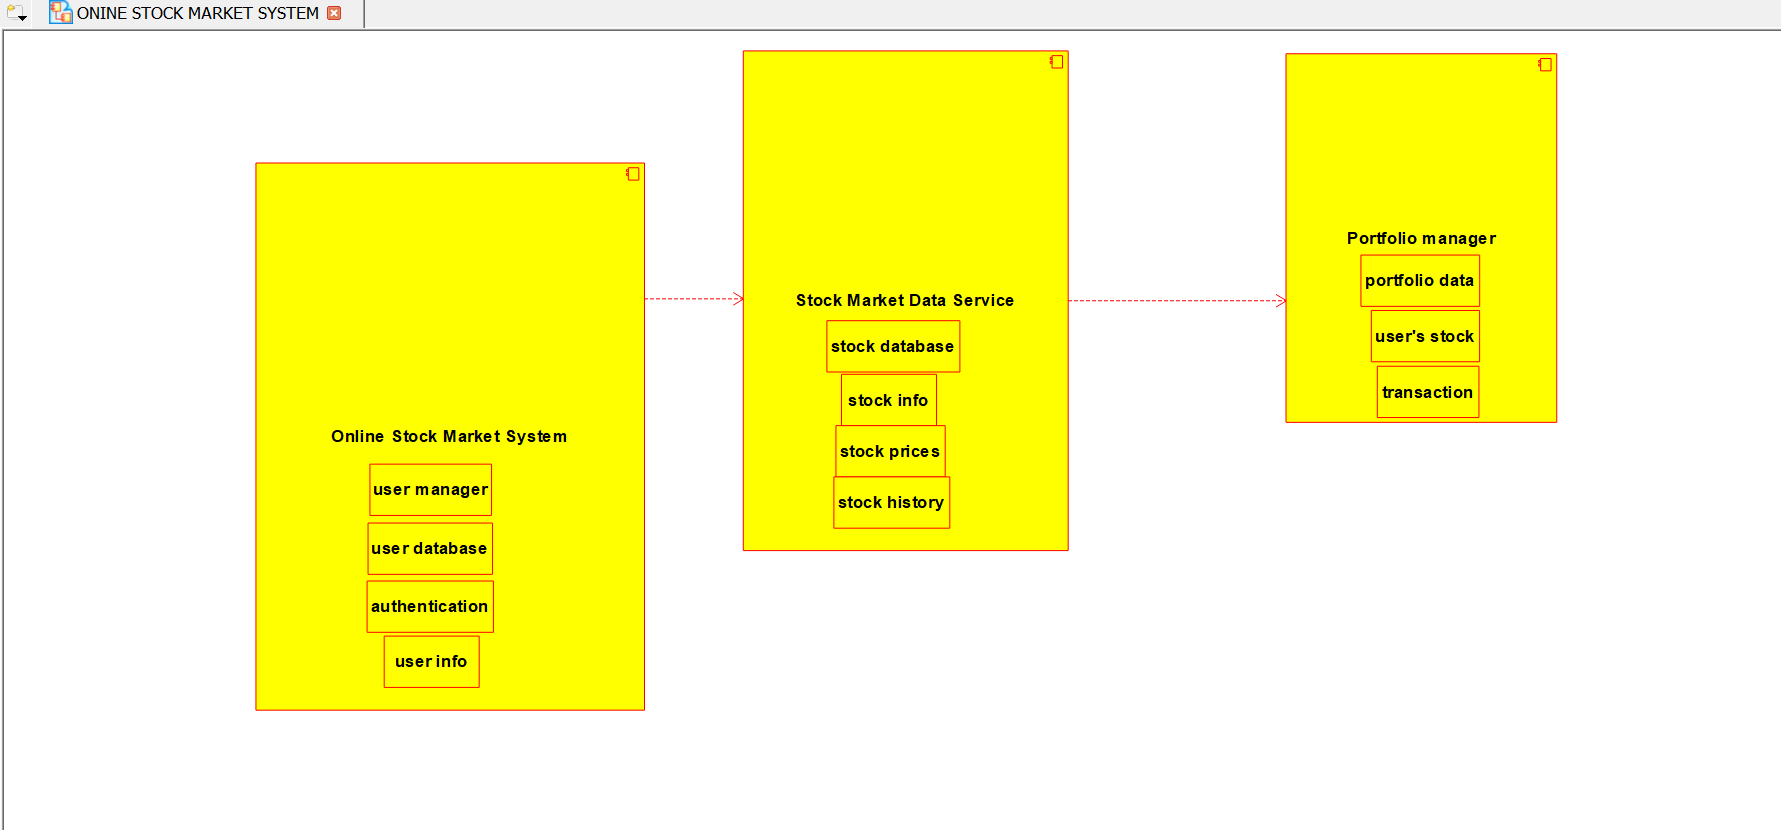 ONINE STOCK MARKET SYSTEM
Online Stock Market System
user manager
user database
authentication
user info
Stock Market Data Service
stock database
stock info
stock prices
stock history
Portfolio manager
portfolio data
user's stock
transaction